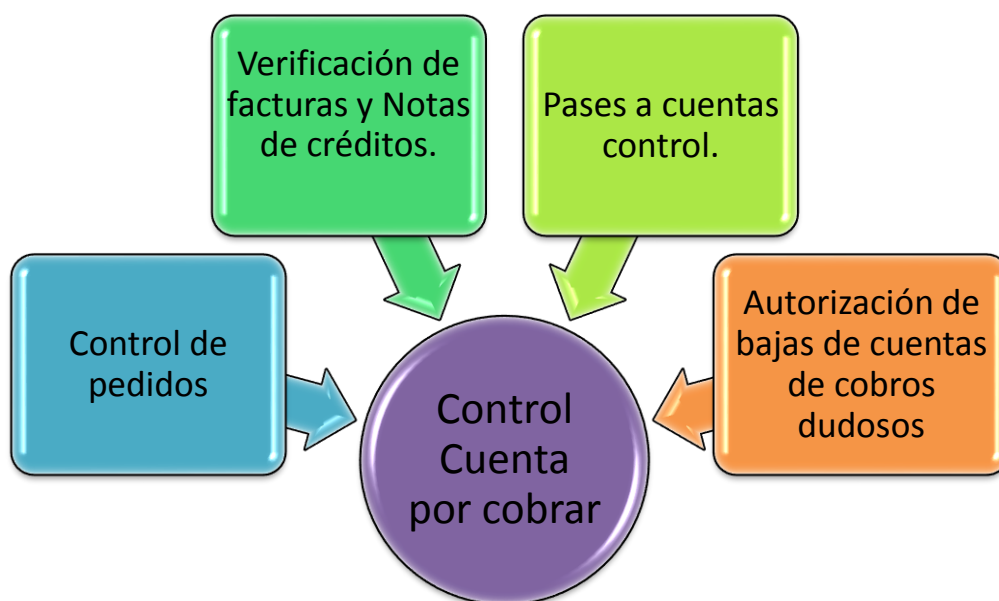 Verificación de
facturas y Notas
de créditos.
Pases a cuentas
control.
Control de
pedidos
Autorización de
bajas de cuentas
de cobros
dudosos
Control
Cuenta
por cobrar